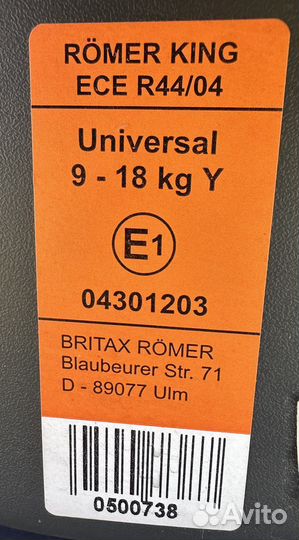 RÖMER KING
ECE R44/04
Universal
9 - 18 kg Y
E1
04301203
BRITAX RÖMER
Blaubeurer Str. 71
D - 89077 Ulm
0500738
Avito